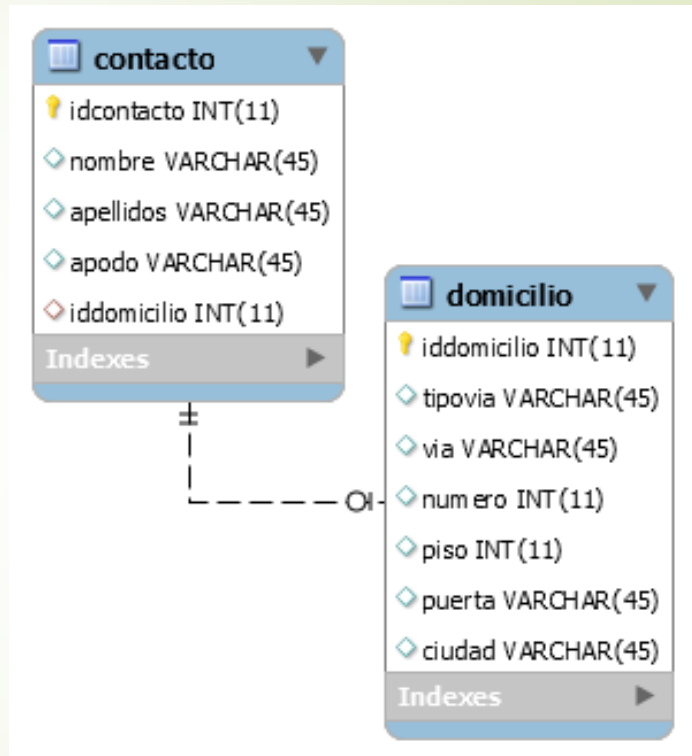 contacto
idcontacto INT(11)
nombre VARCHAR(45)
apellidos VARCHAR(45)
apodo VARCHAR(45)
iddomicilio INT(11)
Indexes
domicilio
iddomicilio INT(11)
tipovia VARCHAR(45)
via VARCHAR(45)
numero INT(11)
piso INT(11)
puerta VARCHAR(45)
ciudad VARCHAR(45)
Indexes